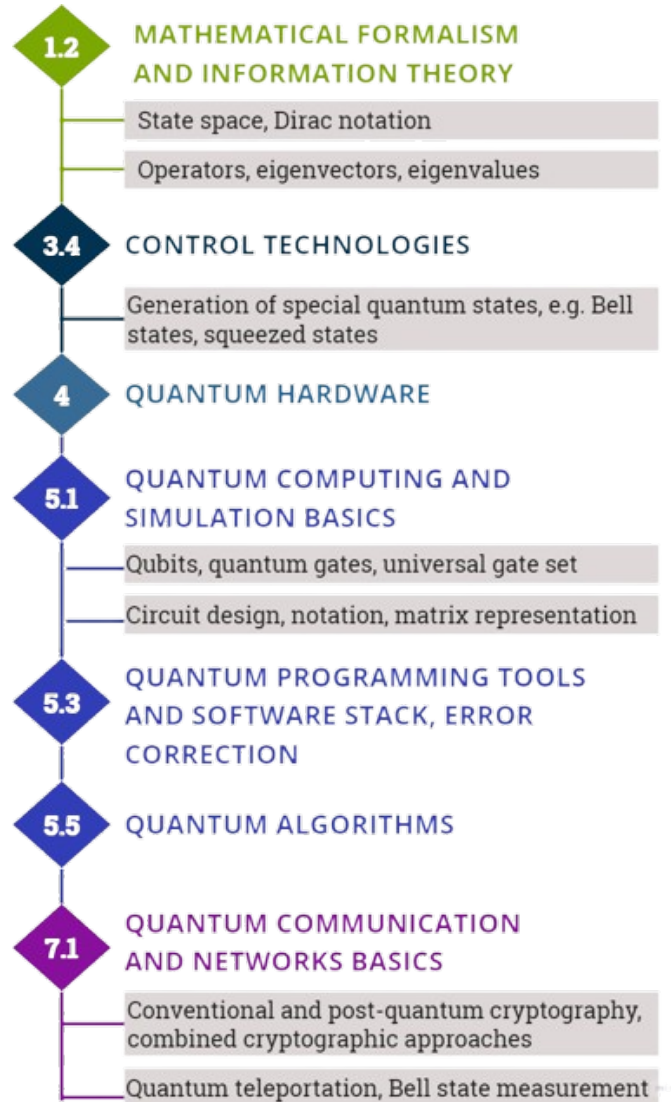 1.2
MATHEMATICAL FORMALISM
AND INFORMATION THEORY
State space, Dirac notation
Operators, eigenvectors, eigenvalues
3.4
CONTROL TECHNOLOGIES
Generation of special quantum states, e.g. Bell
states, squeezed states
4
QUANTUM HARDWARE
5.1
QUANTUM COMPUTING AND
SIMULATION BASICS
Qubits, quantum gates, universal gate set
Circuit design, notation, matrix representation
5.3
QUANTUM PROGRAMMING TOOLS
AND SOFTWARE STACK, ERROR
CORRECTION
5.5
QUANTUM ALGORITHMS
7.1
QUANTUM COMMUNICATION
AND NETWORKS BASICS
Conventional and post-quantum cryptography,
combined cryptographic approaches
Quantum teleportation, Bell state measurement